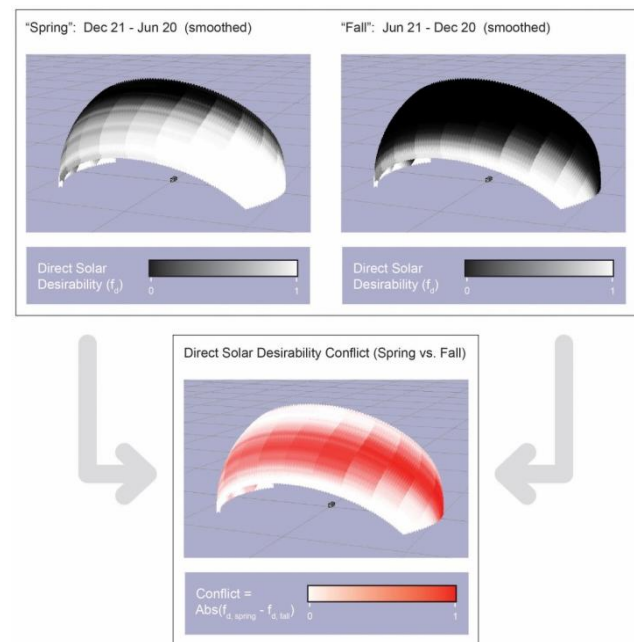 “Spring”: Dec 21 - Jun 20 (smoothed)
“Fall”: Jun 21 - Dec 20 (smoothed)
Direct Solar
Desirability (fd)
0
1
Direct Solar
Desirability (fd)
0
1
Direct Solar Desirability Conflict (Spring vs. Fall)
Conflict =
Abs(fd, spring - fd, fall)
0
1